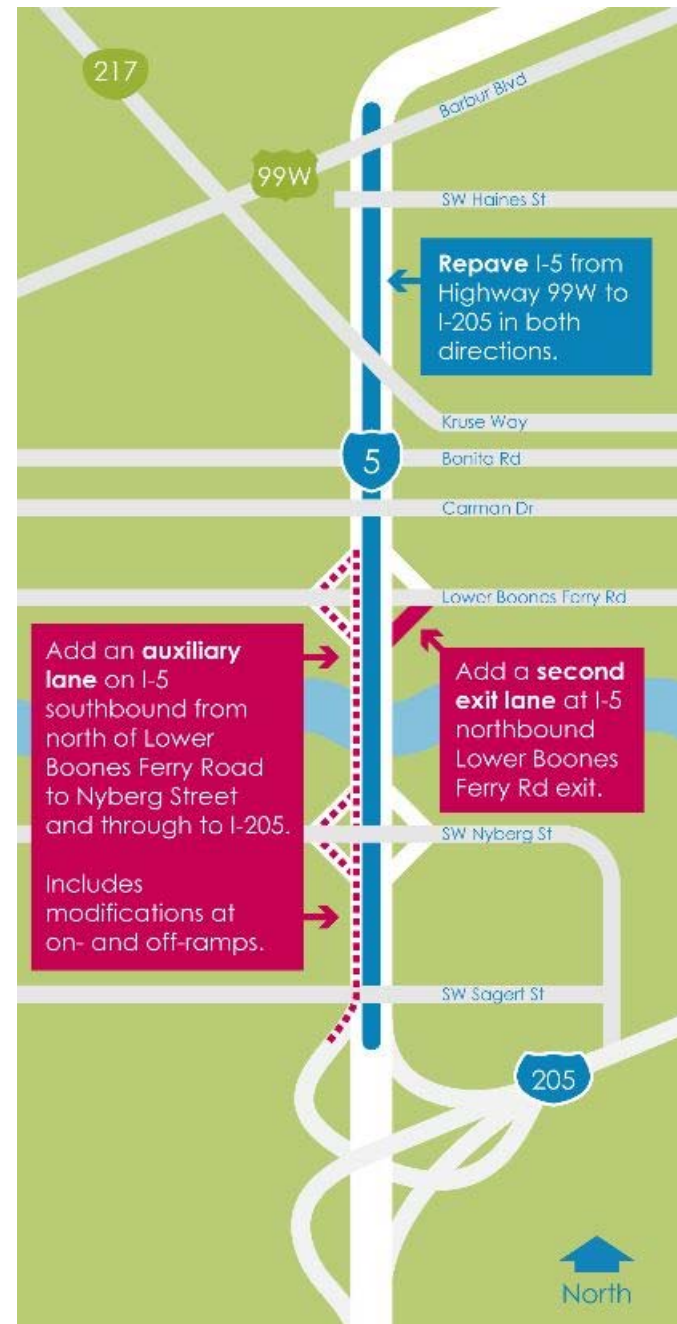 217
Barbur Blvd
99W
SW Haines St
Repave I-5 from
Highway 99W to
I-205 in both
directions.
Kruse Way
5
Bonita Rd
Carman Dr
Lower Boones Ferry Rd
Add an auxiliary
lane on I-5
southbound from
north of Lower
Boones Ferry Road
to Nyberg Street
and through to I-205.
Includes
modifications at
on- and off-ramps.
Add a second
exit lane at I-5
northbound
Lower Boones
Ferry Rd exit.
SW Nyberg St
SW Sagert St
205
North